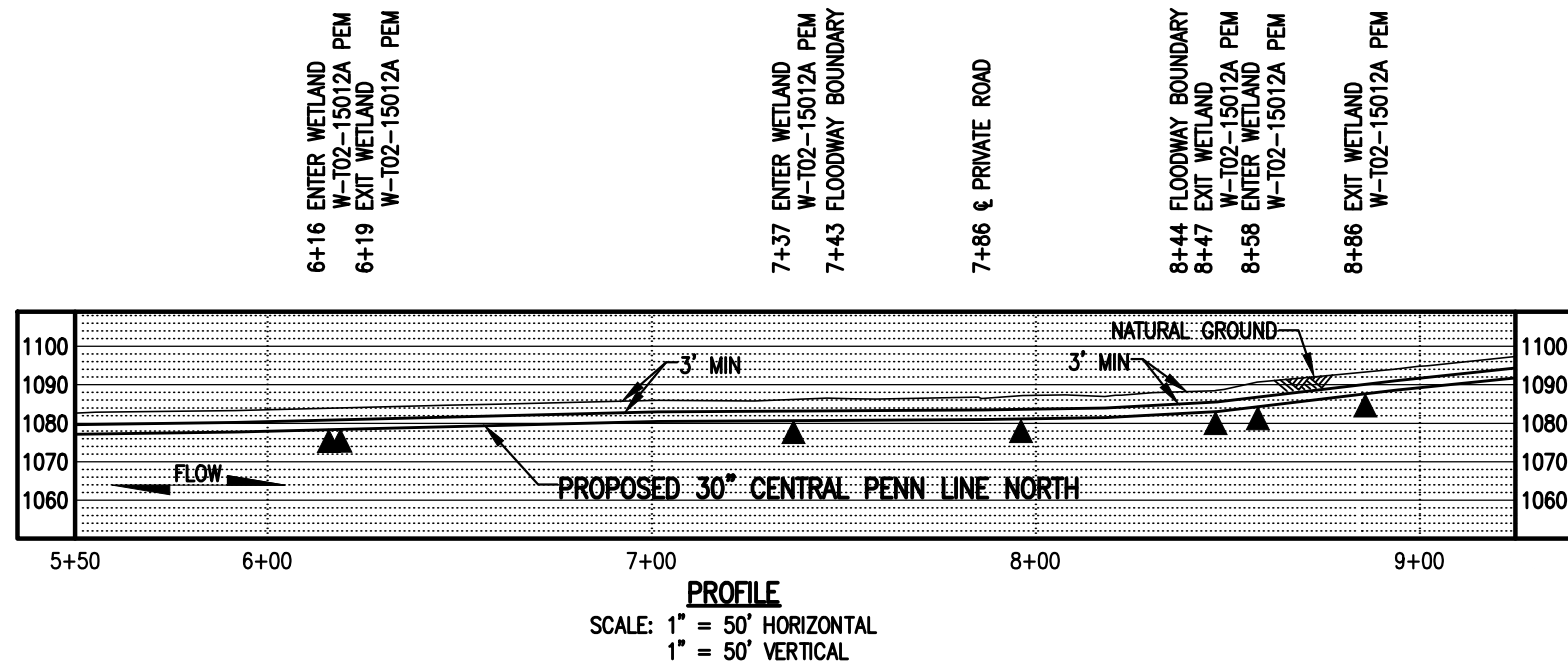 6+16 ENTER WETLAND
W-T02-15012A PEM
6+19 EXIT WETLAND
W-T02-15012A PEM
7+37 ENTER WETLAND
W-T02-15012A PEM
7+43 FLOODWAY BOUNDARY
7+86 ℄ PRIVATE ROAD
8+44 FLOODWAY BOUNDARY
8+47 EXIT WETLAND
W-T02-15012A PEM
8+58 ENTER WETLAND
W-T02-15012A PEM
8+86 EXIT WETLAND
W-T02-15012A PEM
1100
1090
1080
1070
1060
NATURAL GROUND
3' MIN
3' MIN
FLOW
PROPOSED 30" CENTRAL PENN LINE NORTH
1100
1090
1080
1070
1060
5+50
6+00
7+00
8+00
9+00
PROFILE
SCALE: 1" = 50' HORIZONTAL
1" = 50' VERTICAL